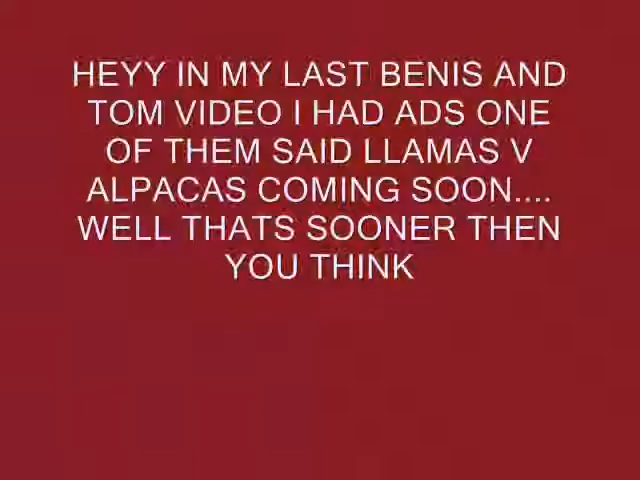 HEYY IN MY LAST BENIS AND
TOM VIDEO I HAD ADS ONE
OF THEM SAID LLAMAS V
ALPACAS COMING SOON....
WELL THATS SOONER THEN
YOU THINK